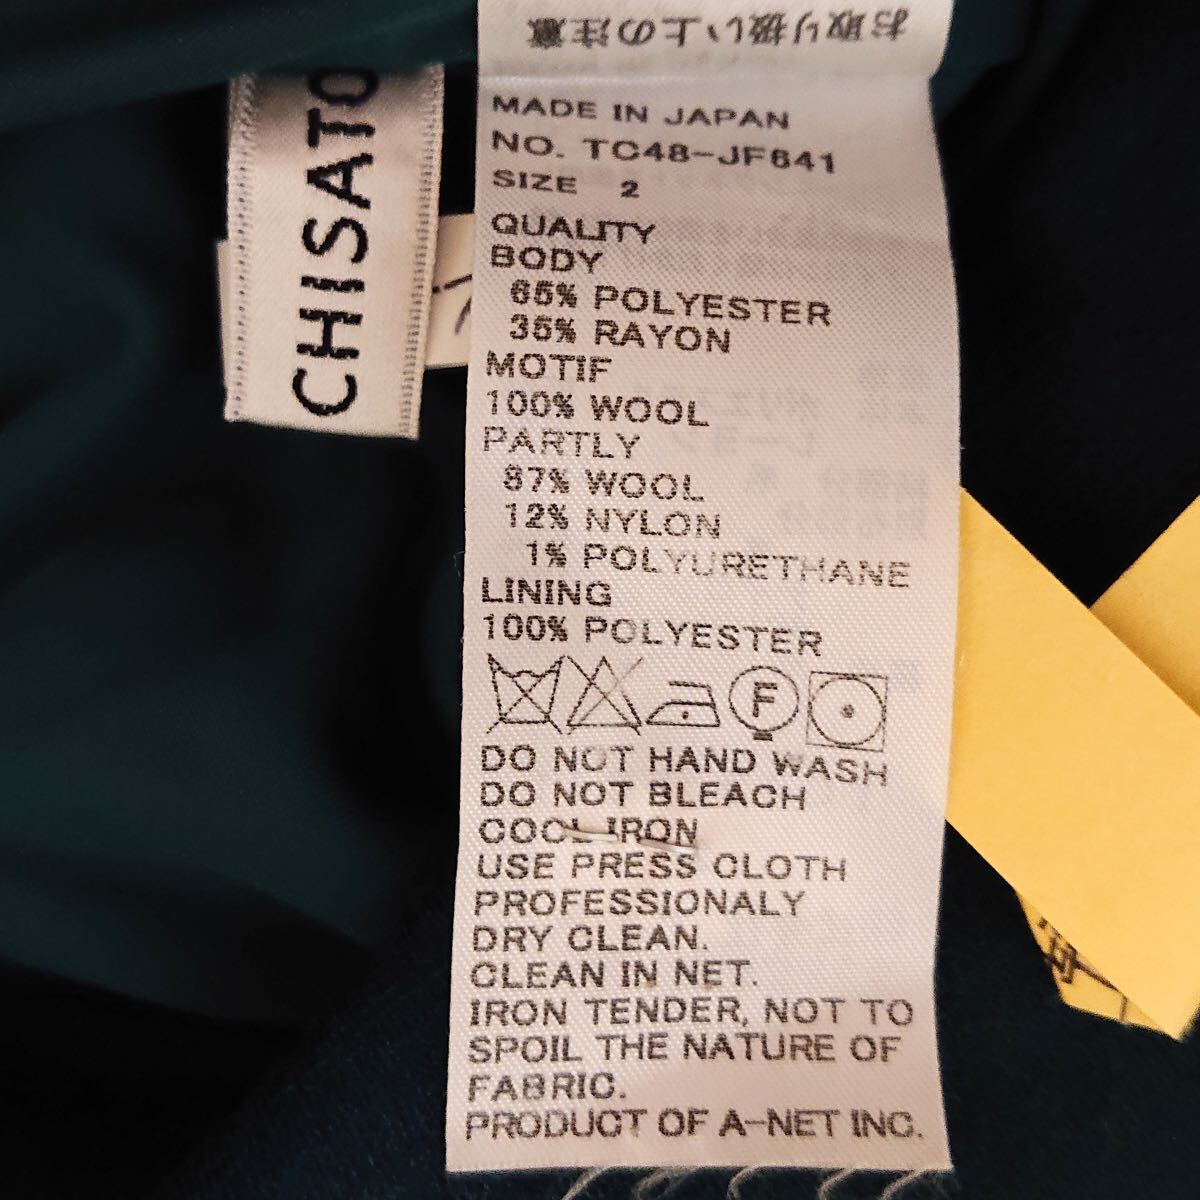 お取り扱い上の注意
CHISATO
MADE IN JAPAN
NO. TC48-JF641
SIZE 2
QUALITY
BODY
65% POLYESTER
35% RAYON
MOTIF
100% WOOL
PARTLY
87% WOOL
12% NYLON
1% POLYURETHANE
LINING
100% POLYESTER
F
DO NOT HAND WASH
DO NOT BLEACH
COOL IRON
USE PRESS CLOTH
PROFESSIONALY
DRY CLEAN.
CLEAN IN NET.
IRON TENDER, NOT TO
SPOIL THE NATURE OF
FABRIC.
PRODUCT OF A-NET INC.